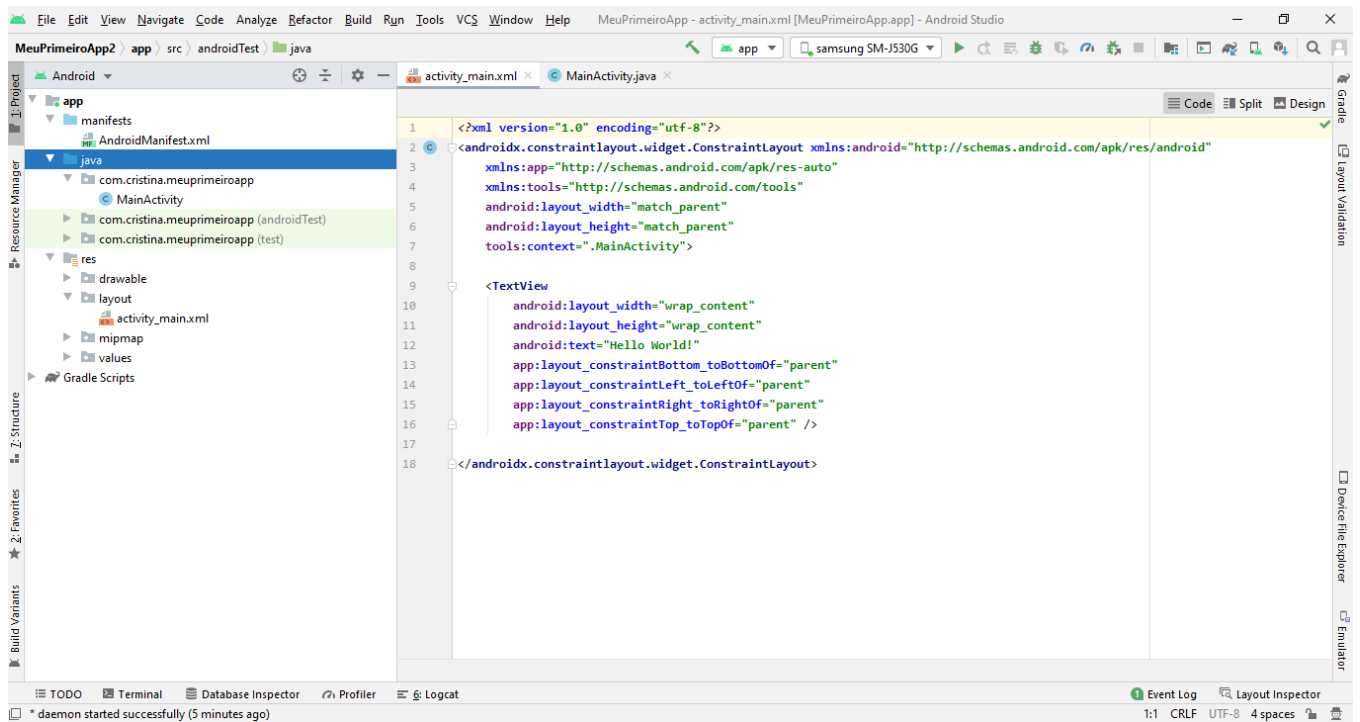 File Edit View Navigate Code Analyze Refactor Build Run Tools VCS Window Help MeuPrimeiroApp - activity_main.xml [MeuPrimeiroApp.app] - Android Studio
MeuPrimeiroApp2 app src androidTest java app samsung SM-J530G
1: Project
Resource Manager
7: Structure
2: Favorites
Build Variants
Android
app
manifests
AndroidManifest.xml
java
com.cristina.meuprimeiroapp
MainActivity
com.cristina.meuprimeiroapp (androidTest)
com.cristina.meuprimeiroapp (test)
res
drawable
layout
activity_main.xml
mipmap
values
Gradle Scripts
activity_main.xml MainActivity.java
Code Split Design
1 <?xml version="1.0" encoding="utf-8"?>
2 <androidx.constraintlayout.widget.ConstraintLayout xmlns:android="http://schemas.android.com/apk/res/android"
3 xmlns:app="http://schemas.android.com/apk/res-auto"
4 xmlns:tools="http://schemas.android.com/tools"
5 android:layout_width="match_parent"
6 android:layout_height="match_parent"
7 tools:context=".MainActivity">
8
9 <TextView
10 android:layout_width="wrap_content"
11 android:layout_height="wrap_content"
12 android:text="Hello World!"
13 app:layout_constraintBottom_toBottomOf="parent"
14 app:layout_constraintLeft_toLeftOf="parent"
15 app:layout_constraintRight_toRightOf="parent"
16 app:layout_constraintTop_toTopOf="parent" />
17
18 </androidx.constraintlayout.widget.ConstraintLayout>
Gradle
Layout Validation
Device File Explorer
Emulator
TODO Terminal Database Inspector Profiler 6: Logcat 1 Event Log Layout Inspector
* daemon started successfully (5 minutes ago) 1:1 CRLF UTF-8 4 spaces